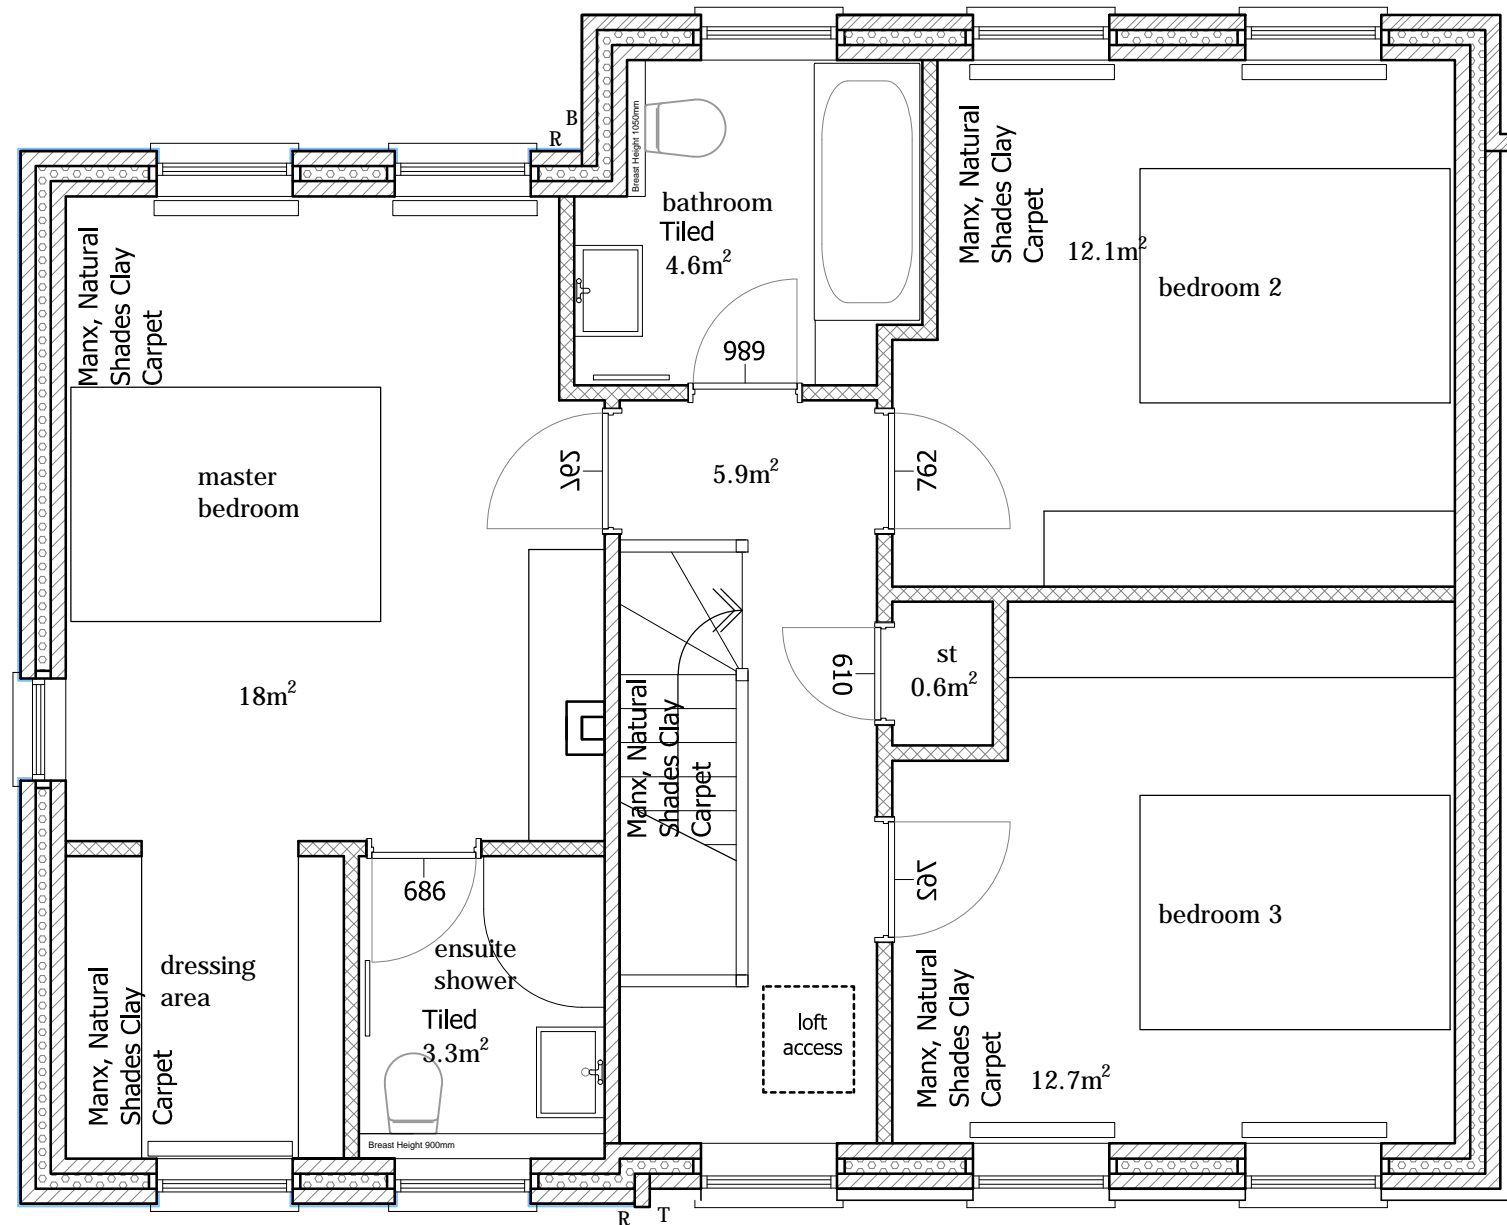 B
R
Breast Height 1050mm
bathroom
Tiled
4.6m²
989
Manx, Natural
Shades Clay
Carpet
12.1m²
bedroom 2
Manx, Natural
Shades Clay
Carpet
master
bedroom
762
5.9m²
762
18m²
Manx, Natural
Shades Clay
Carpet
610
st
0.6m²
686
762
ensuite
shower
Tiled
3.3m²
Breast Height 900mm
dressing
area
Manx, Natural
Shades Clay
Carpet
loft
access
bedroom 3
Manx, Natural
Shades Clay
Carpet
12.7m²
R
T